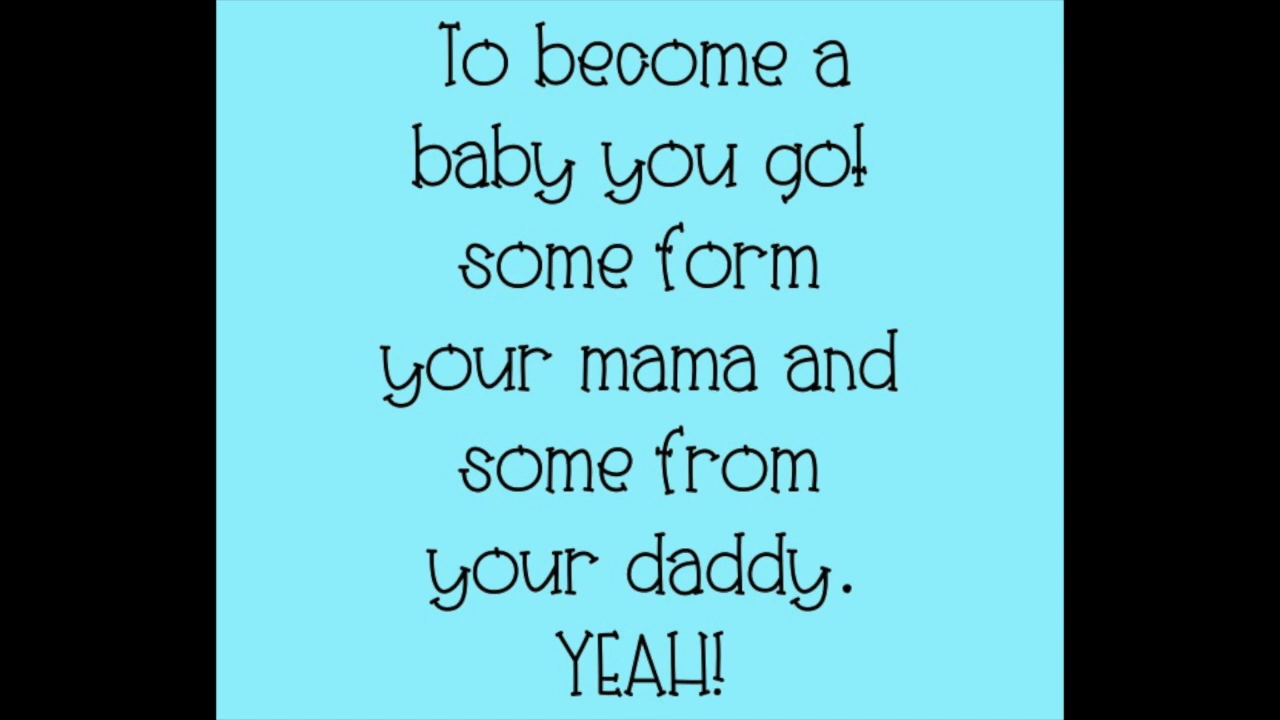 To become a
baby you got
some form
your mama and
some from
your daddy.
YEAH!